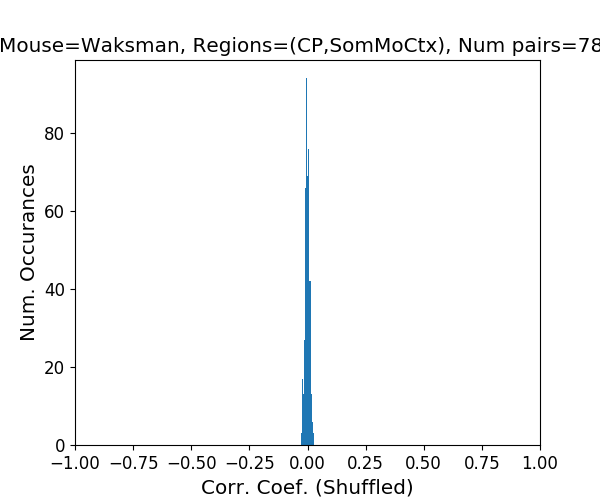 Mouse=Waksman, Regions=(CP,SomMoCtx), Num pairs=78
80
60
40
20
0
−1.00 −0.75 −0.50 −0.25 0.00 0.25 0.50 0.75 1.00
Num. Occurances
Corr. Coef. (Shuffled)